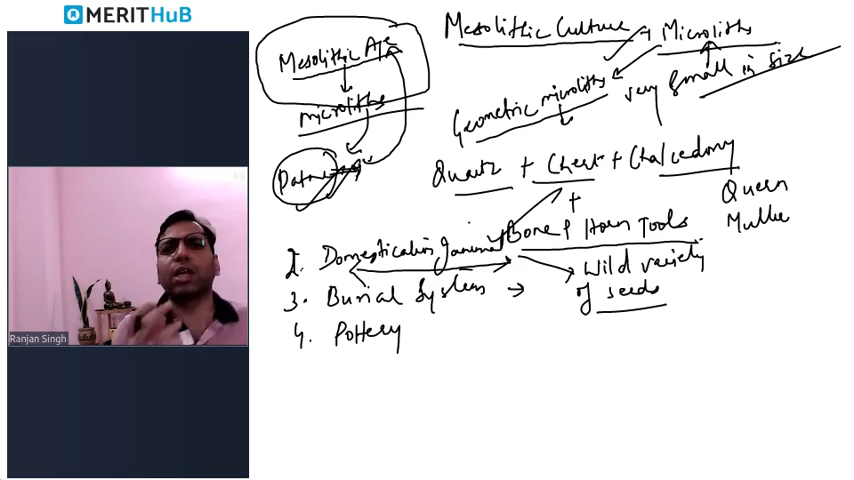 MERITHUB
Mesolithic Age
microliths
Patne
Mesolithic Culture → Microliths
very small in size
Geometric microliths
Quartz + Chert + Chalcedony
+
Queen
Bone & Horn Tools
2. Domestication of animal
Wild variety
of seeds
3. Burial System →
4. Pottery
Ranjan Singh